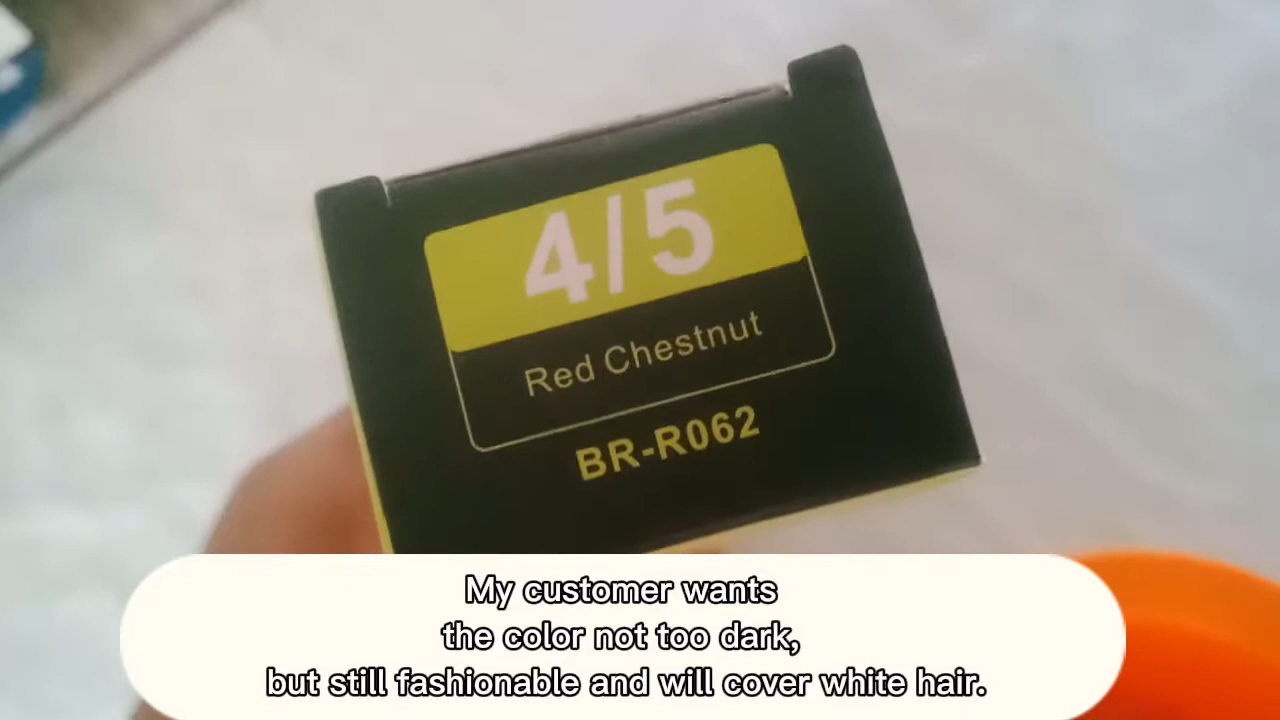 4/5
Red Chestnut
BR-R062
My customer wants
the color not too dark,
but still fashionable and will cover white hair.